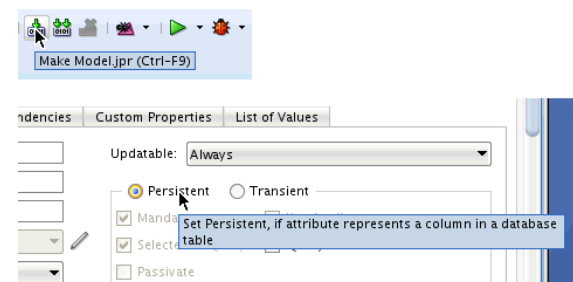 Make Model.jpr (Ctrl-F9)
Custom Properties List of Values
Updatable: Always
Persistent Transient
Set Persistent, if attribute represents a column in a database
table
Passivate